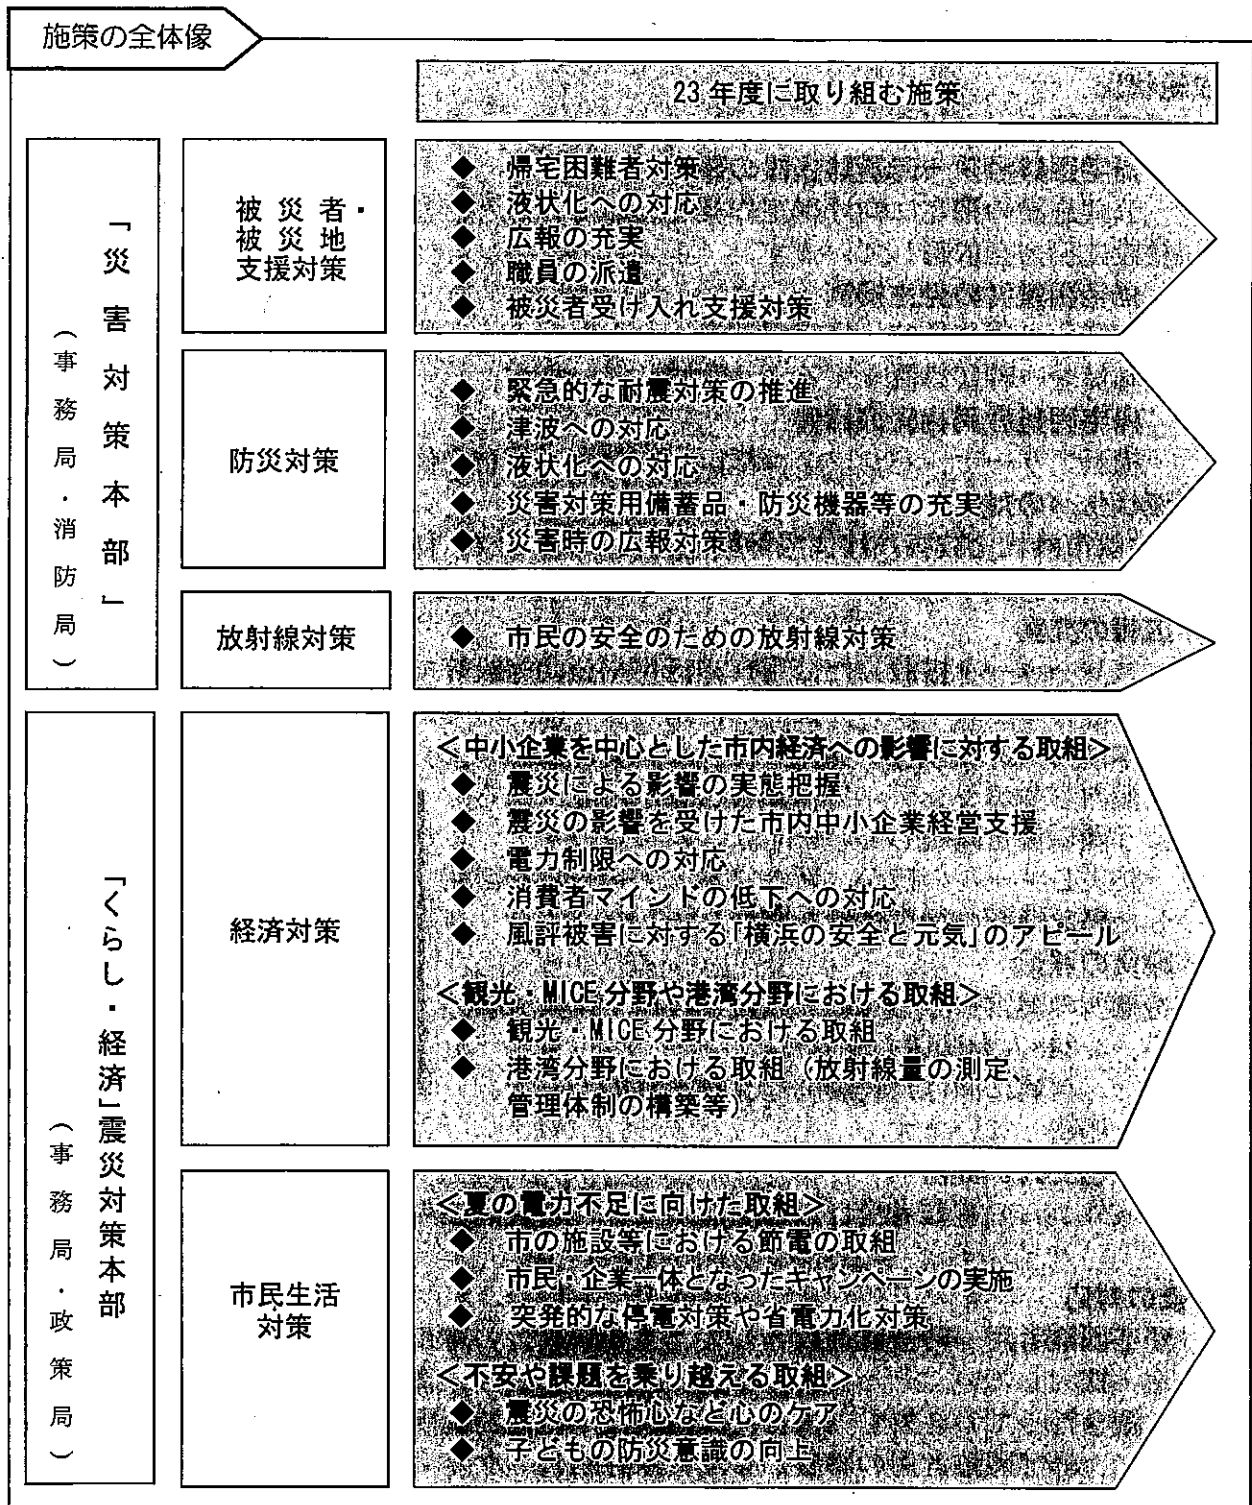 施策の全体像
23年度に取り組む施策
「災害対策本部」
（事務局・消防局）
被災者・
被災地
支援対策
◆ 帰宅困難者対策
◆ 液状化への対応
◆ 広報の充実
◆ 職員の派遣
◆ 被災者受け入れ支援対策
防災対策
◆ 緊急的な耐震対策の推進
◆ 津波への対応
◆ 液状化への対応
◆ 災害対策用備蓄品・防災機器等の充実
◆ 災害時の広報対策
放射線対策
◆ 市民の安全のための放射線対策
「くらし・経済」震災対策本部
（事務局・政策局）
経済対策
＜中小企業を中心とした市内経済への影響に対する取組＞
◆ 震災による影響の実態把握
◆ 震災の影響を受けた市内中小企業経営支援
◆ 電力制限への対応
◆ 消費者マインドの低下への対応
◆ 風評被害に対する「横浜の安全と元気」のアピール
＜観光・MICE分野や港湾分野における取組＞
◆ 観光・MICE分野における取組
◆ 港湾分野における取組（放射線量の測定、
管理体制の構築等）
市民生活
対策
＜夏の電力不足に向けた取組＞
◆ 市の施設等における節電の取組
◆ 市民・企業一体となったキャンペーンの実施
◆ 突発的な停電対策や省電力化対策
＜不安や課題を乗り越える取組＞
◆ 震災の恐怖心など心のケア
◆ 子どもの防災意識の向上